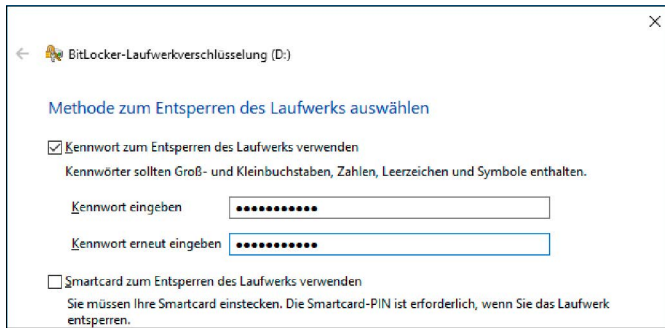 BitLocker-Laufwerkverschlüsselung (D:)
Methode zum Entsperren des Laufwerks auswählen
Kennwort zum Entsperren des Laufwerks verwenden
Kennwörter sollten Groß- und Kleinbuchstaben, Zahlen, Leerzeichen und Symbole enthalten.
Kennwort eingeben ●●●●●●●●●●●
Kennwort erneut eingeben ●●●●●●●●●●●
Smartcard zum Entsperren des Laufwerks verwenden
Sie müssen Ihre Smartcard einstecken. Die Smartcard-PIN ist erforderlich, wenn Sie das Laufwerk
entsperren.